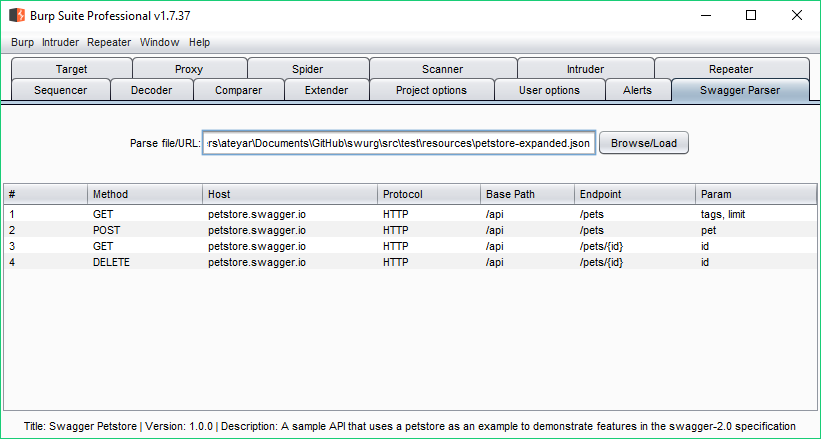 Burp Suite Professional v1.7.37
Burp Intruder Repeater Window Help
Target Proxy Spider Scanner Intruder Repeater
Sequencer Decoder Comparer Extender Project options User options Alerts Swagger Parser
Parse file/URL: rs\ateyar\Documents\GitHub\swurg\src\test\resources\petstore-expanded.json Browse/Load
# Method Host Protocol Base Path Endpoint Param
1 GET petstore.swagger.io HTTP /api /pets tags, limit
2 POST petstore.swagger.io HTTP /api /pets pet
3 GET petstore.swagger.io HTTP /api /pets/{id} id
4 DELETE petstore.swagger.io HTTP /api /pets/{id} id
Title: Swagger Petstore | Version: 1.0.0 | Description: A sample API that uses a petstore as an example to demonstrate features in the swagger-2.0 specification